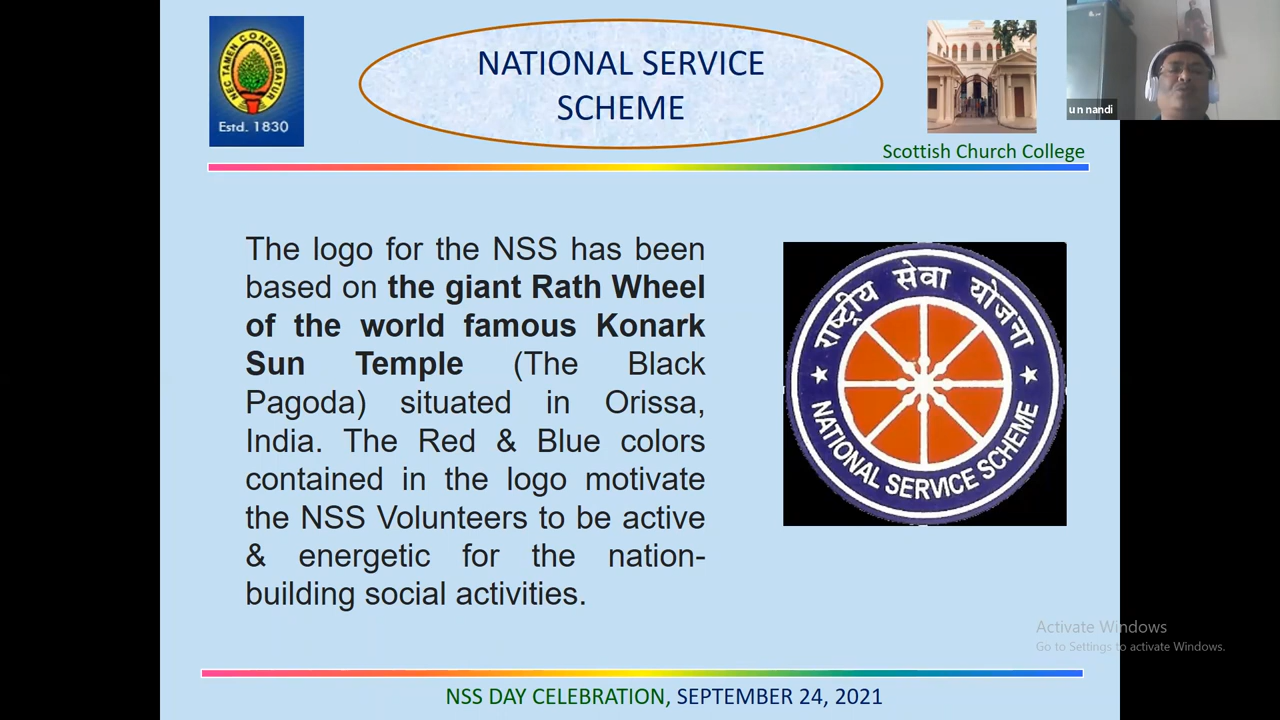 NEC TAMEN CONSUMEBATUR
Estd. 1830
NATIONAL SERVICE
SCHEME
u n nandi
Scottish Church College
The logo for the NSS has been
based on the giant Rath Wheel
of the world famous Konark
Sun Temple (The Black
Pagoda) situated in Orissa,
India. The Red & Blue colors
contained in the logo motivate
the NSS Volunteers to be active
& energetic for the nation-
building social activities.
राष्ट्रीय सेवा योजना
NATIONAL SERVICE SCHEME
Activate Windows
Go to Settings to activate Windows.
NSS DAY CELEBRATION, SEPTEMBER 24, 2021